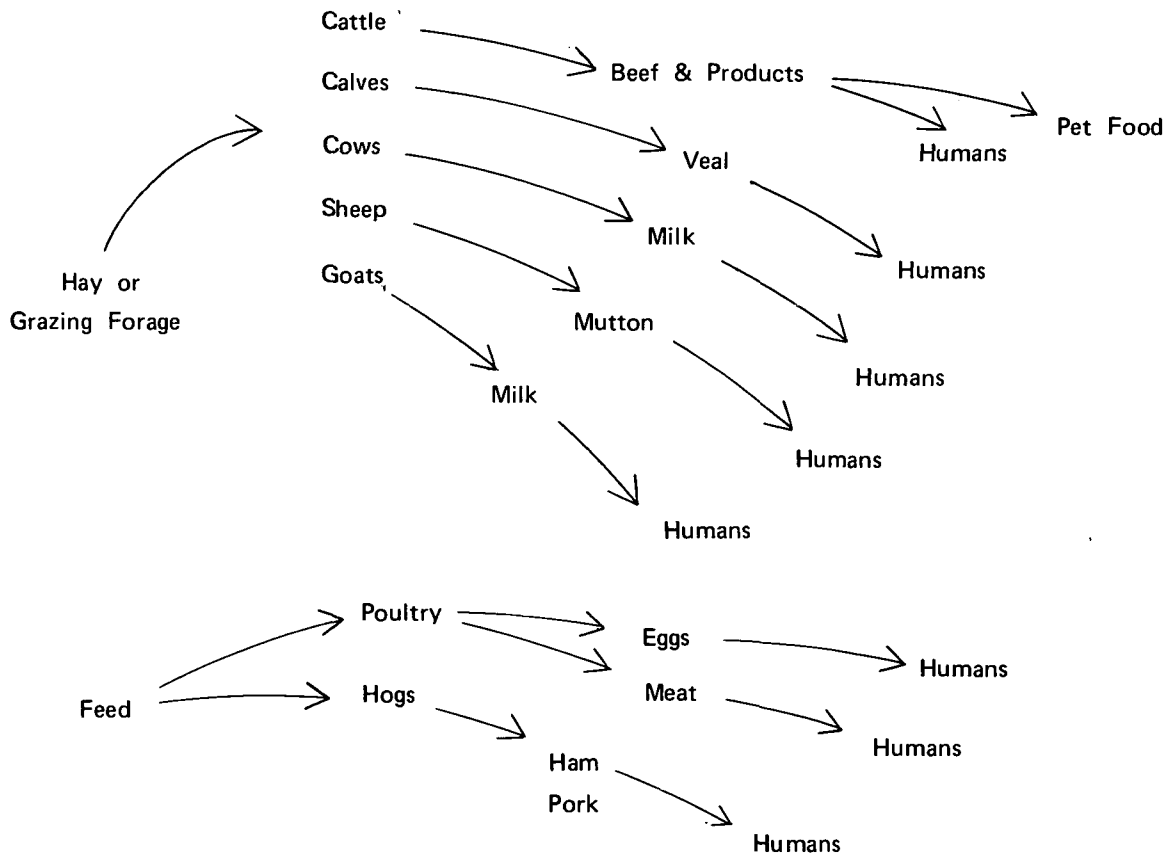 Cattle
Beef & Products
Calves
Pet Food
Cows
Veal
Humans
Sheep
Milk
Humans
Hay or
Grazing Forage
Goats
Mutton
Humans
Milk
Humans
Humans
Poultry
Eggs
Humans
Feed
Hogs
Meat
Humans
Ham
Pork
Humans